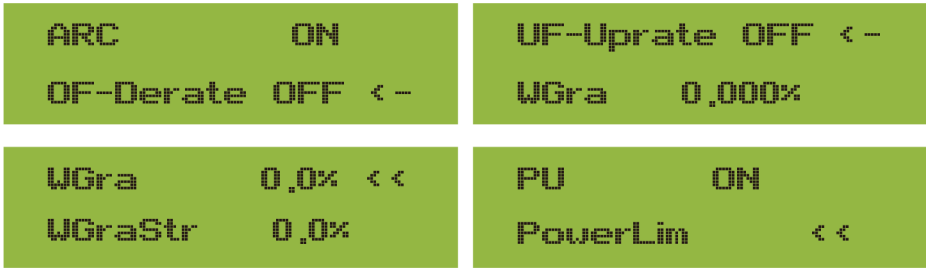 ARC ON
OF-Derate OFF <-
UF-Uprate OFF <-
WGra 0.000%
WGra 0.0% <<
WGraStr 0.0%
PU ON
PowerLim <<